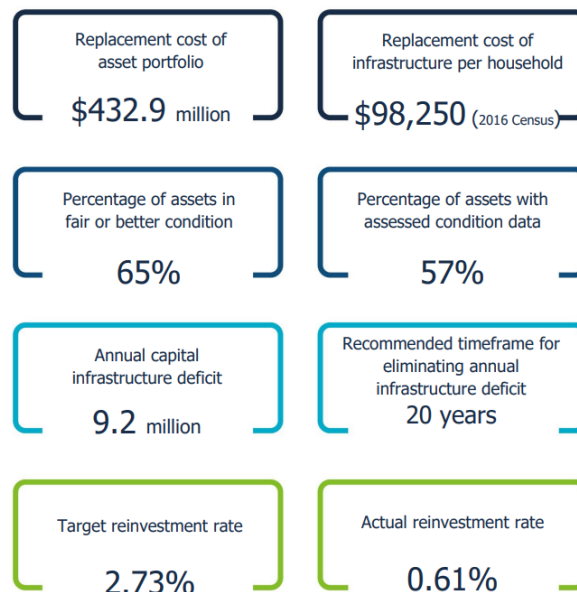 Replacement cost of
asset portfolio
$432.9 million
Replacement cost of
infrastructure per household
$98,250 (2016 Census)
Percentage of assets in
fair or better condition
65%
Percentage of assets with
assessed condition data
57%
Annual capital
infrastructure deficit
9.2 million
Recommended timeframe for
eliminating annual
infrastructure deficit
20 years
Target reinvestment rate
2.73%
Actual reinvestment rate
0.61%